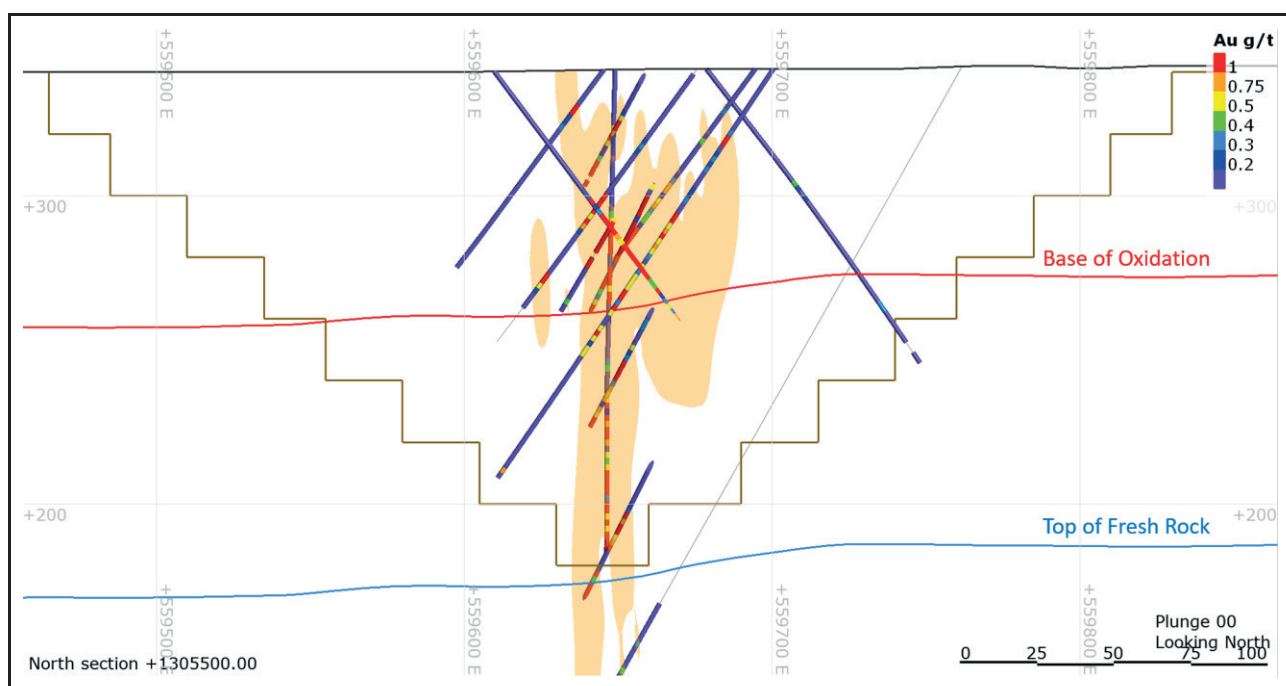 +559500 E
+559600 E
+559700 E
+559800 E
Au g/t
1
0.75
0.5
0.4
0.3
0.2
+300
+300
Base of Oxidation
+200
+200
Top of Fresh Rock
+559500 E
+559600 E
+559700 E
+559800 E
Plunge 00
Looking North
North section +1305500.00
0 25 50 75 100